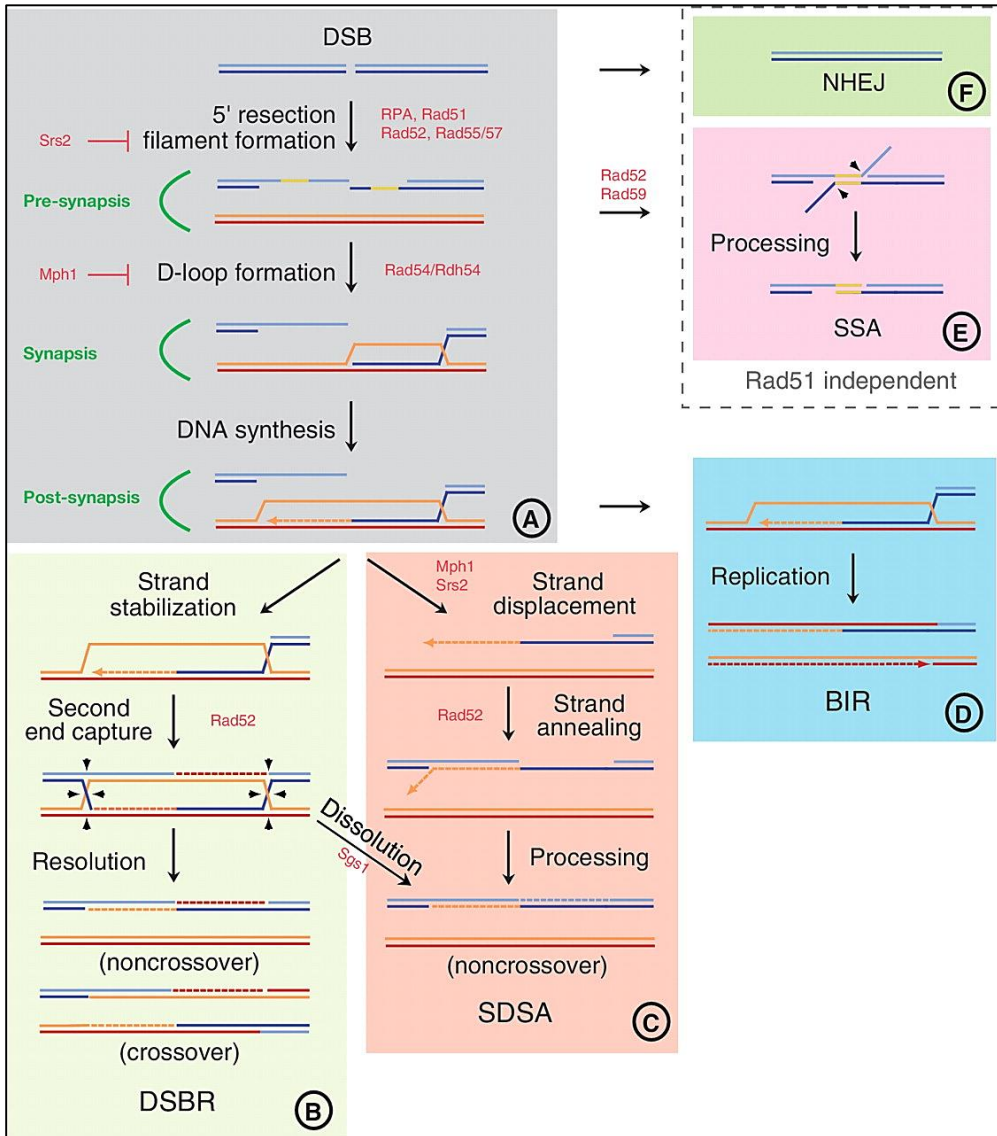 DSB
5' resection
filament formation
RPA, Rad51
Rad52, Rad55/57
Srs2
Pre-synapsis
Mph1
D-loop formation
Rad54/Rdh54
Synapsis
DNA synthesis
Post-synapsis
A
NHEJ
F
Rad52
Rad59
Processing
SSA
E
Rad51 independent
Strand
stabilization
Second
end capture
Rad52
Resolution
(noncrossover)
(crossover)
DSBR
B
Dissolution
Sgs1
Mph1
Srs2
Strand
displacement
Rad52
Strand
annealing
Processing
(noncrossover)
SDSA
C
Replication
BIR
D